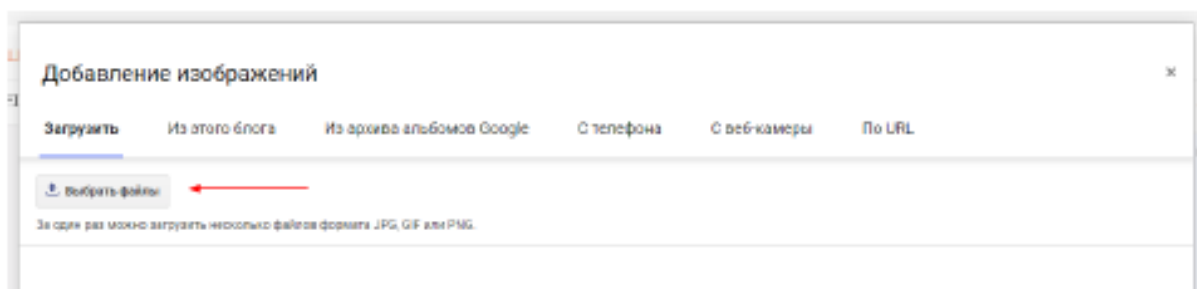 Добавление изображений
×
Загрузить Из этого блога Из архива альбомов Google С телефона С веб-камеры По URL
Выбрать файлы
За один раз можно загрузить несколько файлов формата JPG, GIF или PNG.